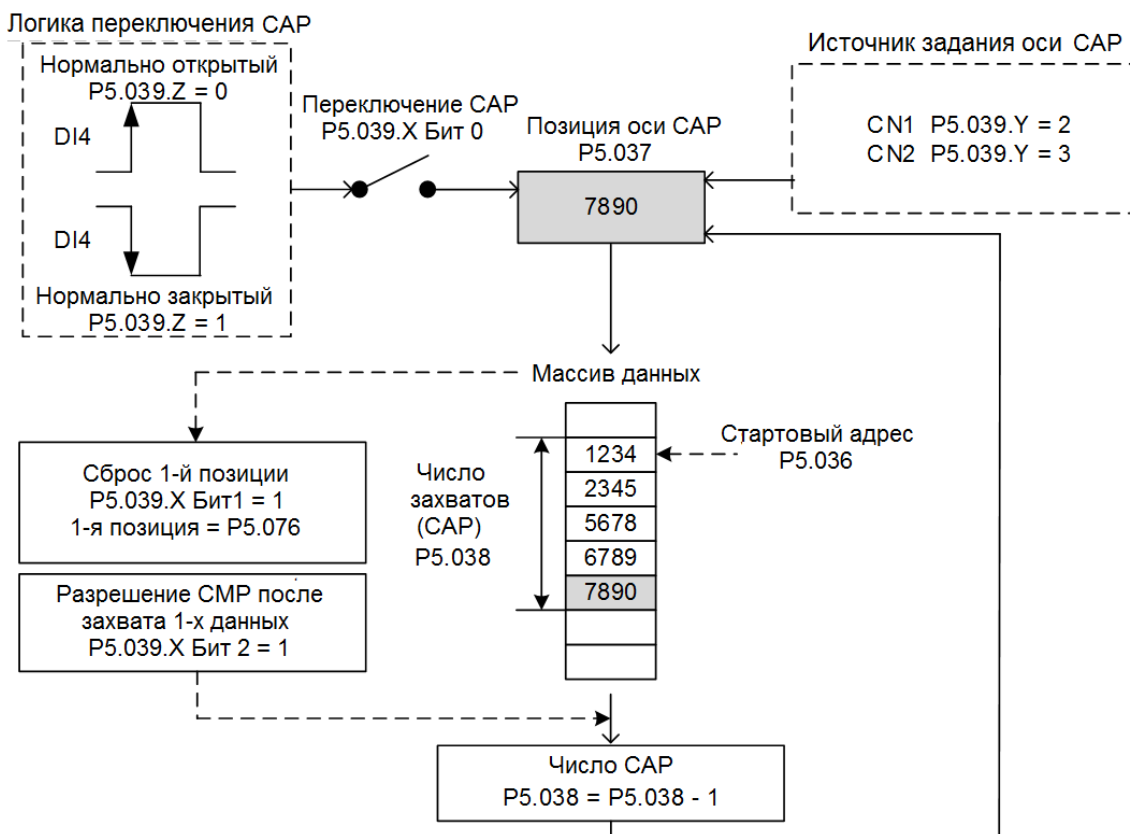 Логика переключения CAP
Нормально открытый
P5.039.Z = 0
DI4
DI4
Нормально закрытый
P5.039.Z = 1
Переключение CAP
P5.039.X Бит 0
Позиция оси CAP
P5.037
7890
Источник задания оси CAP
CN1 P5.039.Y = 2
CN2 P5.039.Y = 3
Массив данных
Сброс 1-й позиции
P5.039.X Бит1 = 1
1-я позиция = P5.076
Разрешение CMP после
захвата 1-х данных
P5.039.X Бит 2 = 1
Число
захватов
(CAP)
P5.038
1234
2345
5678
6789
7890
Стартовый адрес
P5.036
Число CAP
P5.038 = P5.038 - 1